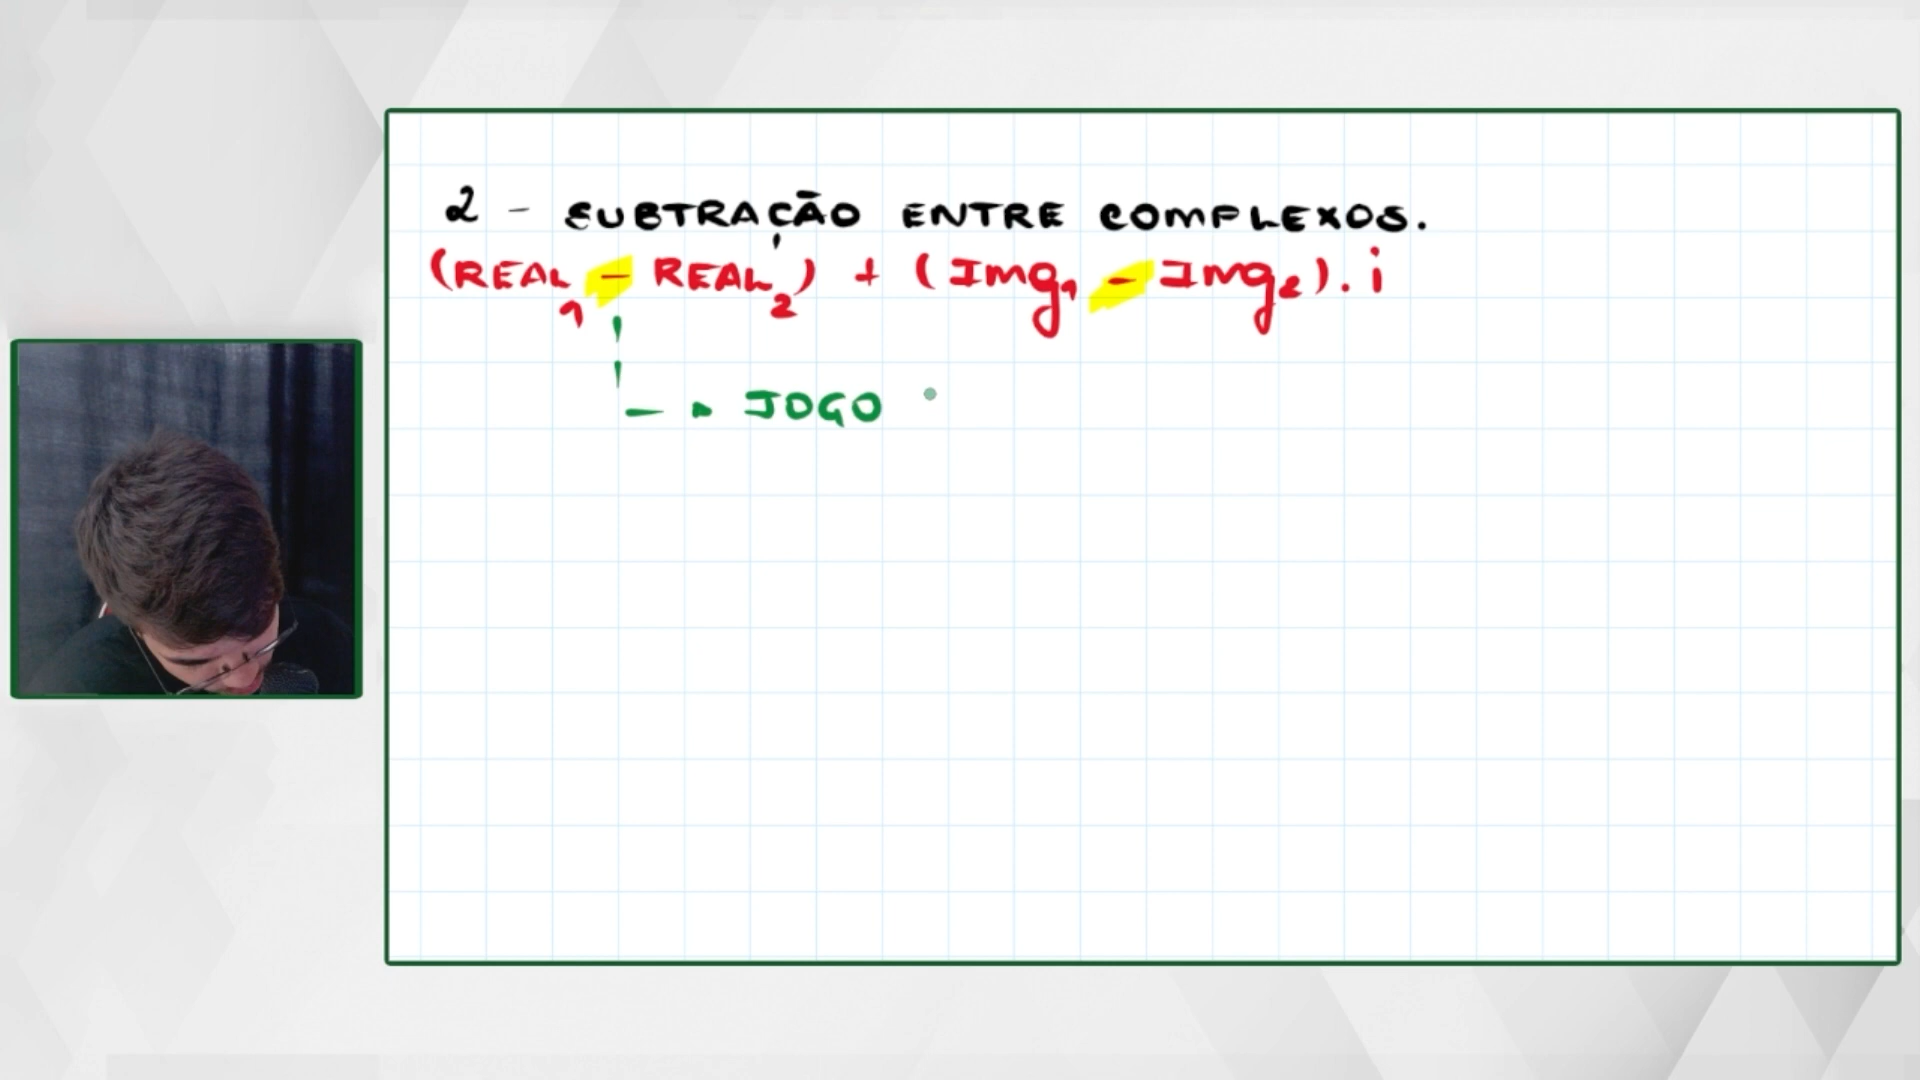 2 - SUBTRAÇÃO ENTRE COMPLEXOS.
(REAL₁ - REAL₂) + (Img₁ - Img₂). i
JOGO